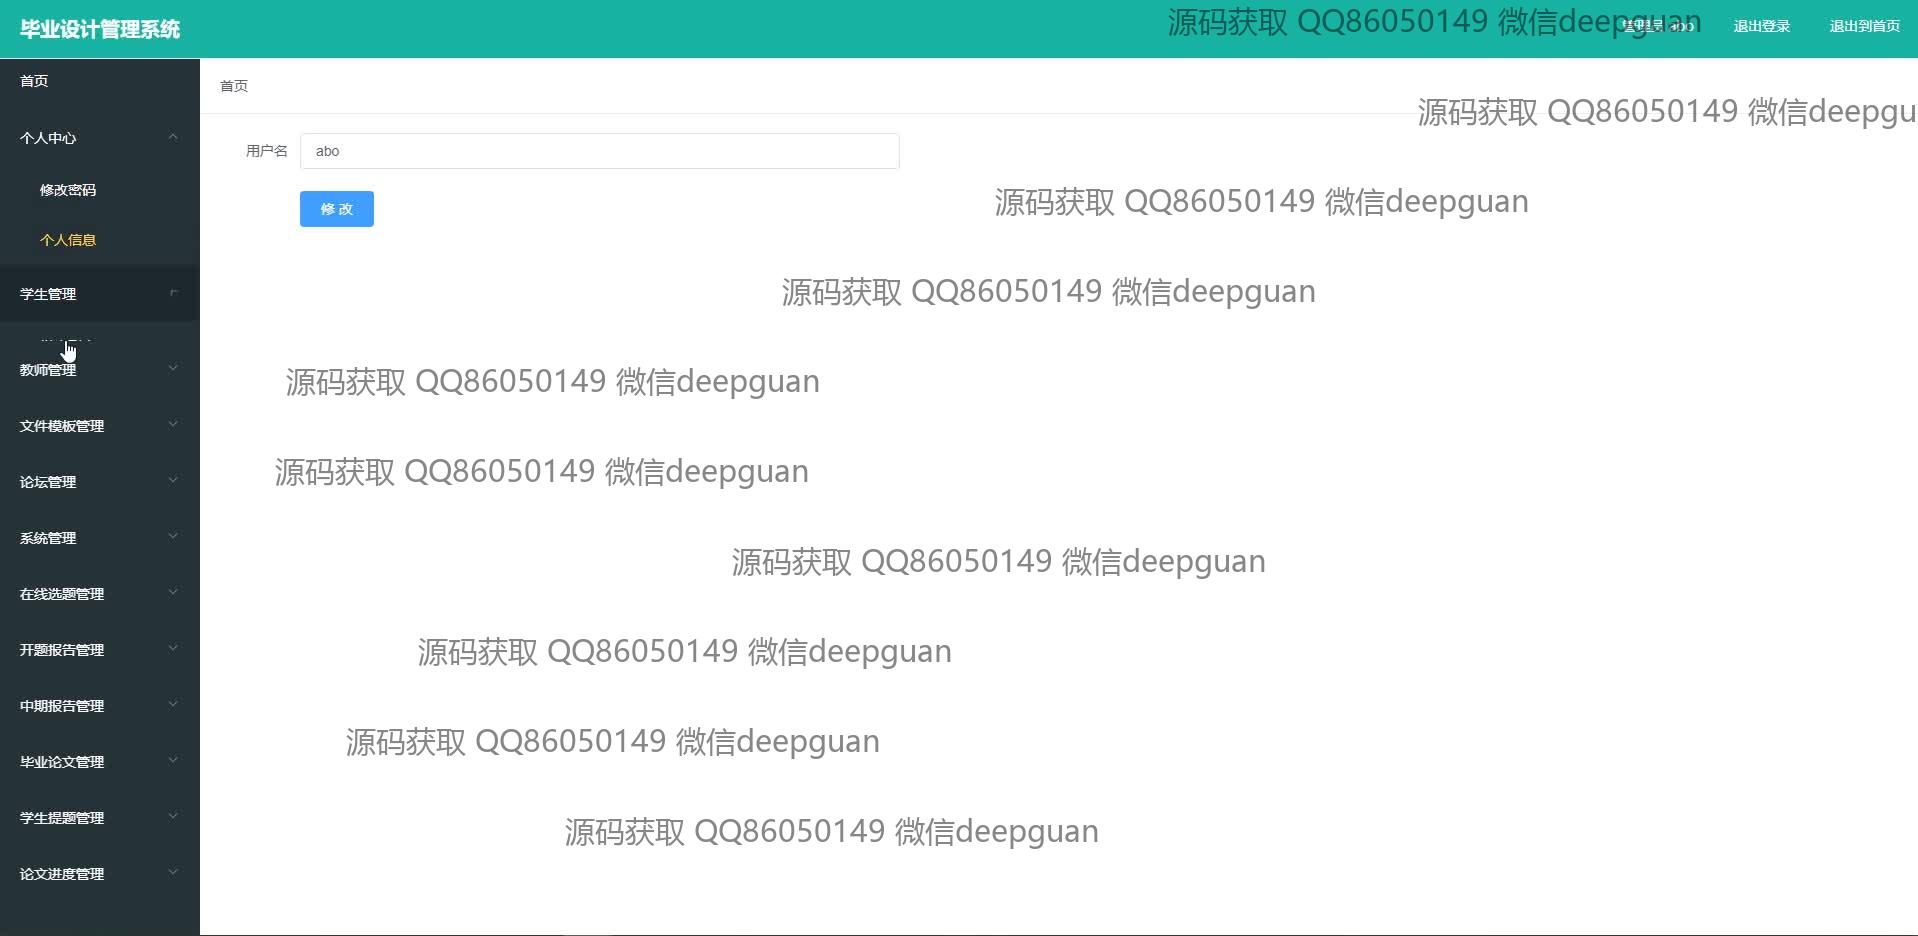 毕业设计管理系统
源码获取 QQ86050149 微信deepguan
管理员 abo
退出登录
退出到首页
首页
首页
源码获取 QQ86050149 微信deepgu
个人中心
用户名
abo
修改密码
源码获取 QQ86050149 微信deepguan
修 改
个人信息
学生管理
源码获取 QQ86050149 微信deepguan
教师管理
源码获取 QQ86050149 微信deepguan
文件模板管理
论坛管理
源码获取 QQ86050149 微信deepguan
系统管理
源码获取 QQ86050149 微信deepguan
在线选题管理
开题报告管理
源码获取 QQ86050149 微信deepguan
中期报告管理
源码获取 QQ86050149 微信deepguan
毕业论文管理
学生提题管理
源码获取 QQ86050149 微信deepguan
论文进度管理